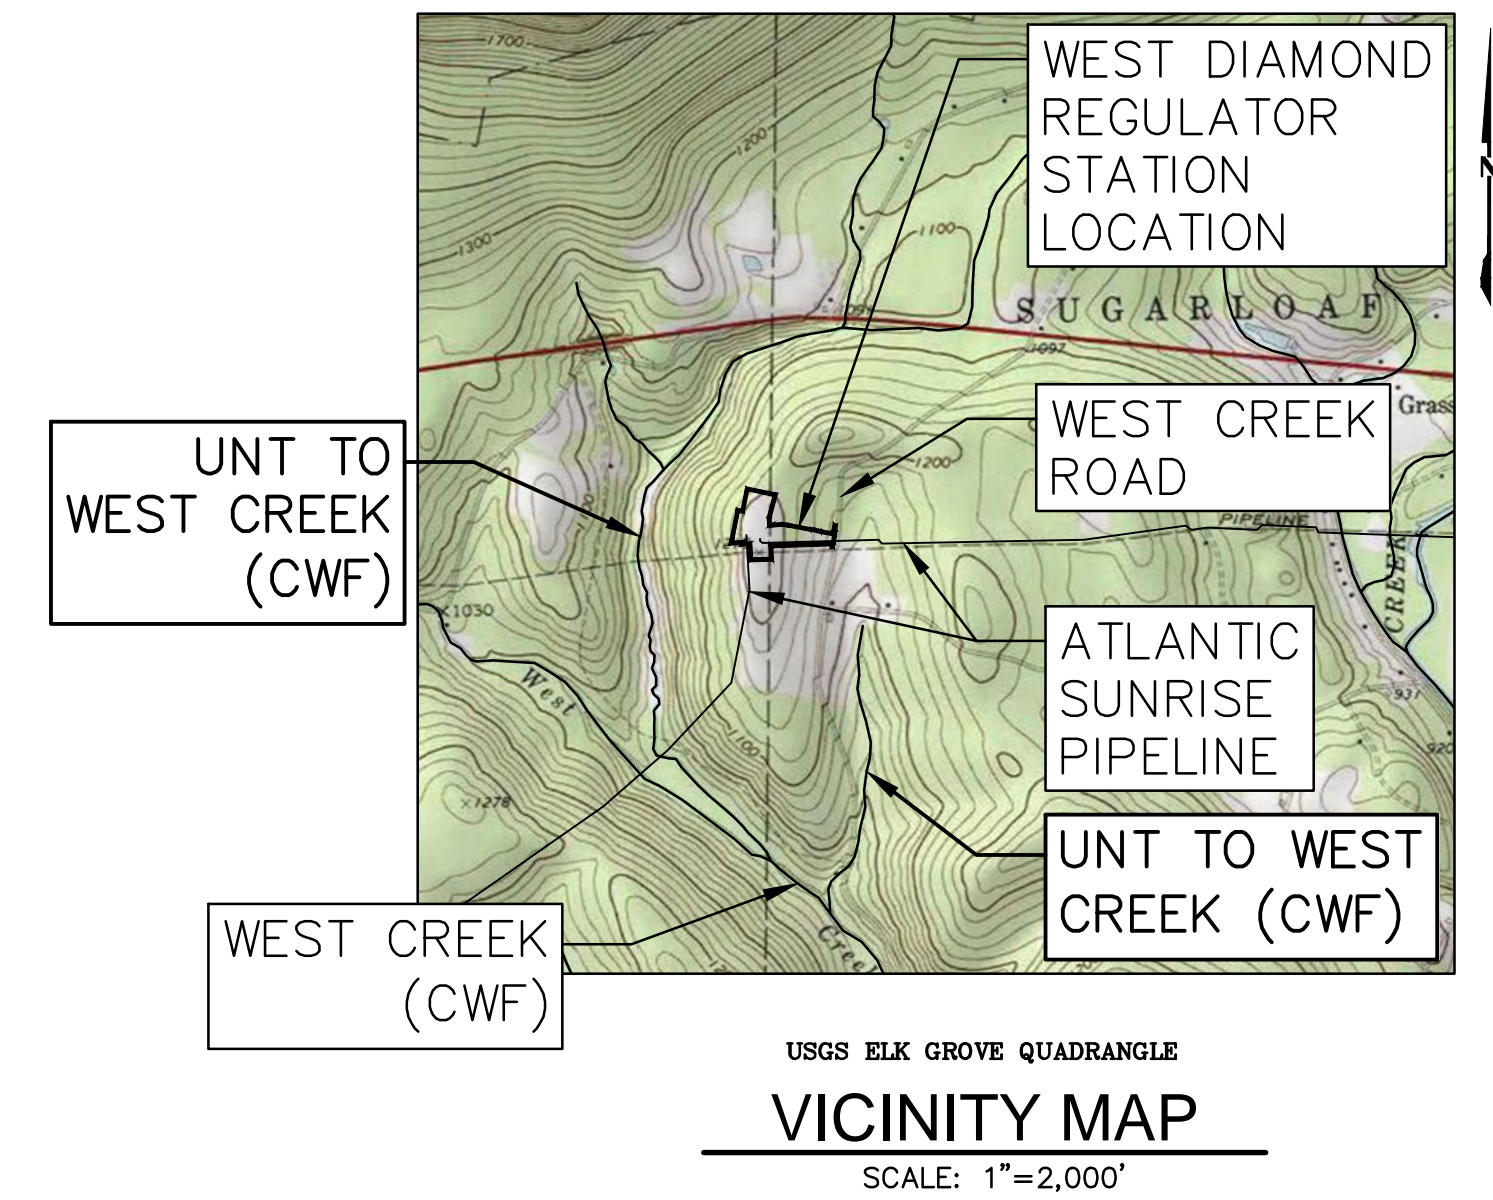 1700
WEST DIAMOND
REGULATOR
STATION
LOCATION
N
1200
1300
1100
SUGARLOAF
1097
Grass
WEST CREEK
ROAD
1200
UNT TO
WEST CREEK
(CWF)
PIPELINE
CREEK
×1030
ATLANTIC
SUNRISE
PIPELINE
West
931
1100
920
×1278
UNT TO WEST
CREEK (CWF)
WEST CREEK
(CWF)
Creek
USGS ELK GROVE QUADRANGLE
VICINITY MAP
SCALE: 1"=2,000'